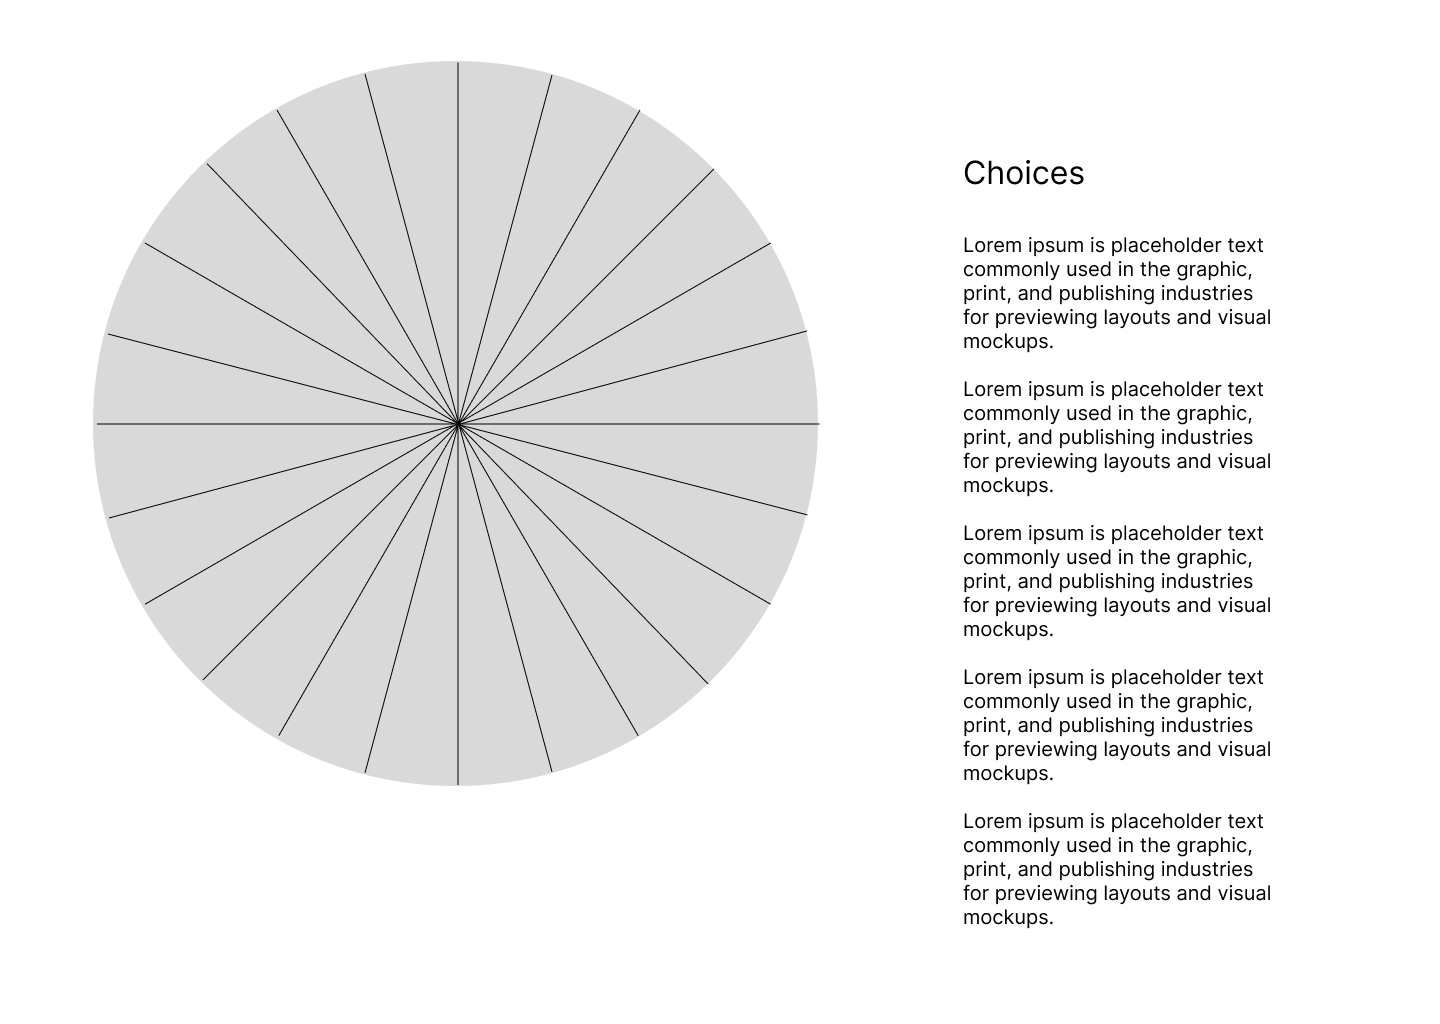 Choices
Lorem ipsum is placeholder text
commonly used in the graphic,
print, and publishing industries
for previewing layouts and visual
mockups.
Lorem ipsum is placeholder text
commonly used in the graphic,
print, and publishing industries
for previewing layouts and visual
mockups.
Lorem ipsum is placeholder text
commonly used in the graphic,
print, and publishing industries
for previewing layouts and visual
mockups.
Lorem ipsum is placeholder text
commonly used in the graphic,
print, and publishing industries
for previewing layouts and visual
mockups.
Lorem ipsum is placeholder text
commonly used in the graphic,
print, and publishing industries
for previewing layouts and visual
mockups.